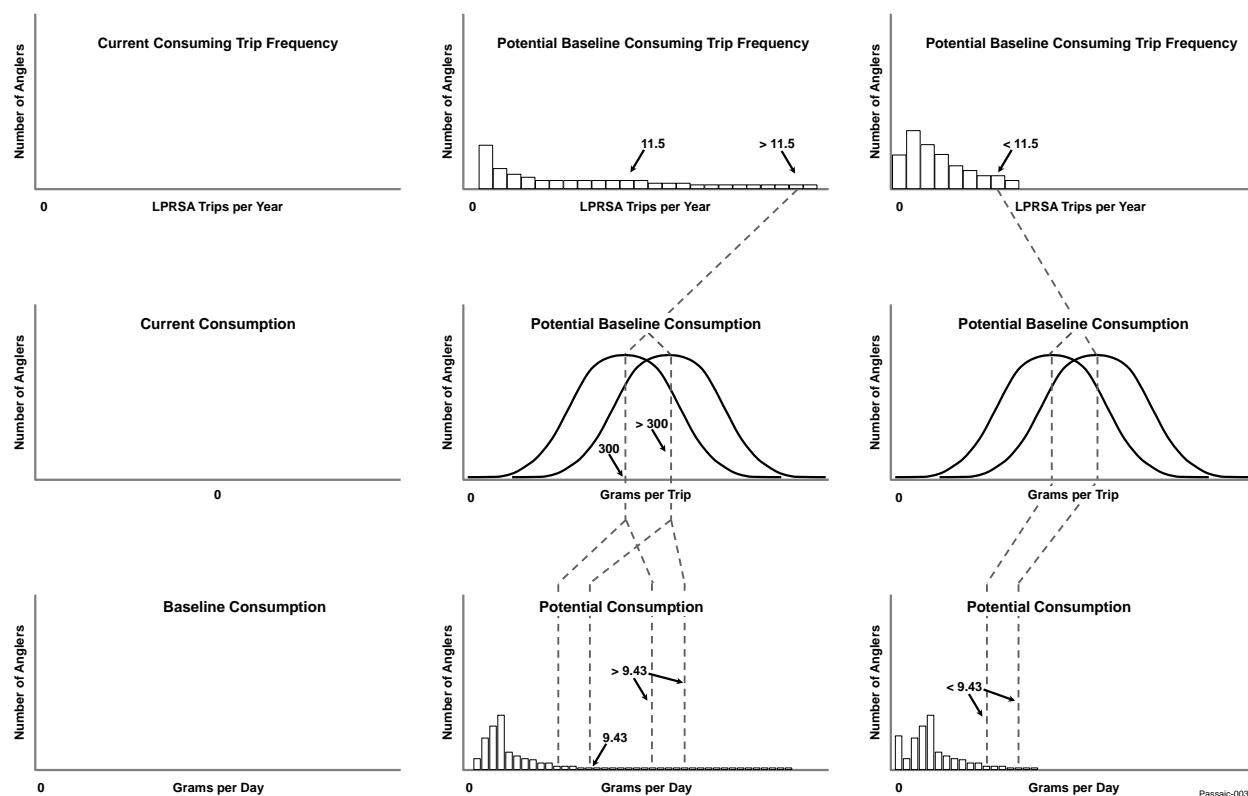 Current Consuming Trip Frequency
Number of Anglers
0
LPRSA Trips per Year
Potential Baseline Consuming Trip Frequency
Number of Anglers
11.5
> 11.5
0
LPRSA Trips per Year
Potential Baseline Consuming Trip Frequency
Number of Anglers
< 11.5
0
LPRSA Trips per Year
Current Consumption
Number of Anglers
0
Potential Baseline Consumption
Number of Anglers
> 300
300
0
Grams per Trip
Potential Baseline Consumption
Number of Anglers
0
Grams per Trip
Baseline Consumption
Number of Anglers
0
Grams per Day
Potential Consumption
Number of Anglers
> 9.43
9.43
0
Grams per Day
Potential Consumption
Number of Anglers
< 9.43
0
Grams per Day
Passaic-003